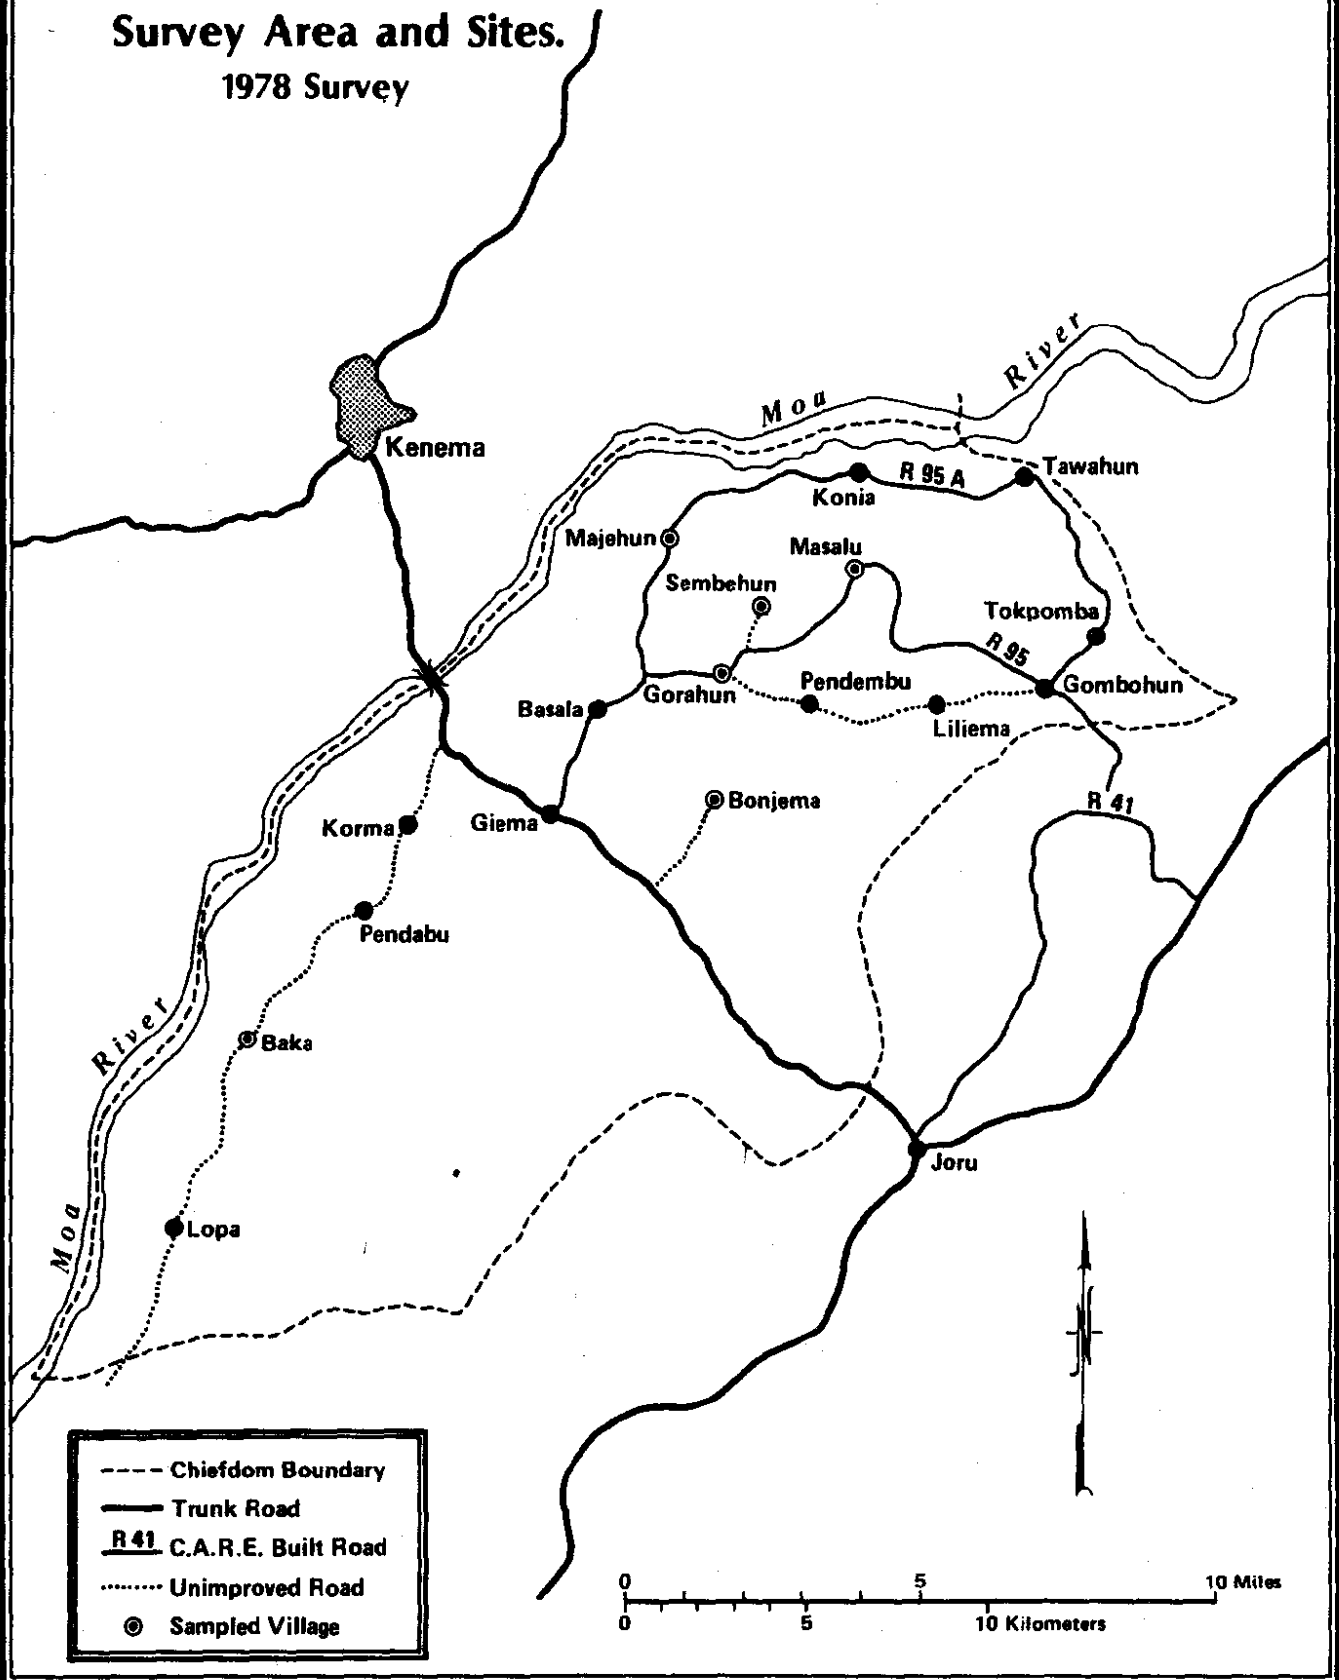 Survey Area and Sites.
1978 Survey
Moa River
Kenema
Tawahun
R 95 A
Konia
Majehun
Masalu
Sembehun
Tokpomba
R 95
Pendembu
Gombohun
Gorahun
Basala
Liliema
Bonjema
R 41
Korma
Giema
Pendabu
Moa River
Baka
Joru
Lopa
N
Chiefdom Boundary
Trunk Road
R 41 C.A.R.E. Built Road
Unimproved Road
Sampled Village
0 5 10 Miles
0 5 10 Kilometers